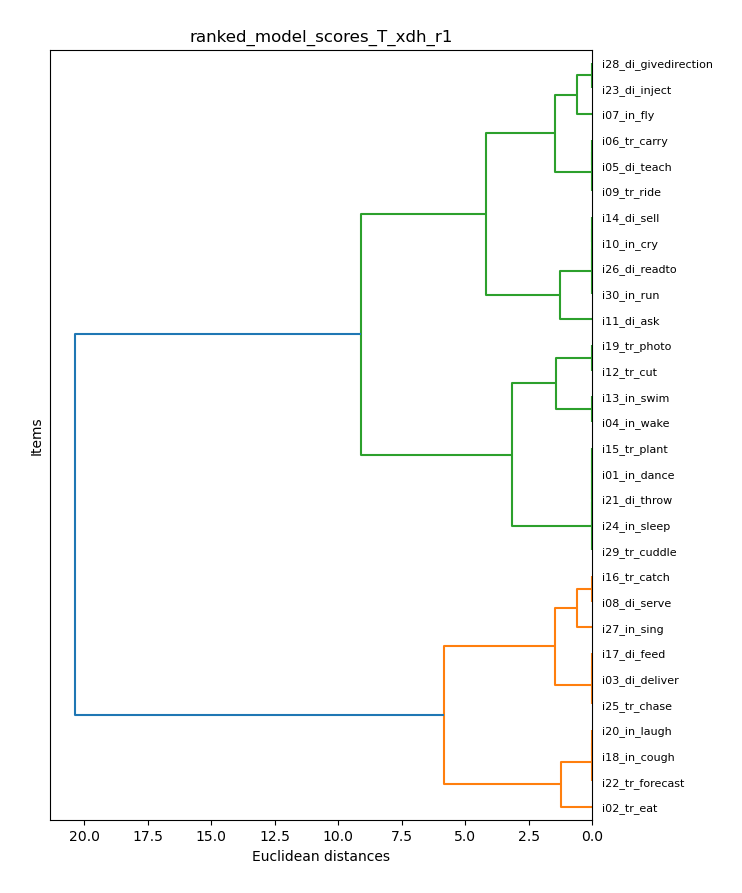 ranked_model_scores_T_xdh_r1
i28_di_givedirection
i23_di_inject
i07_in_fly
i06_tr_carry
i05_di_teach
i09_tr_ride
i14_di_sell
i10_in_cry
i26_di_readto
i30_in_run
i11_di_ask
i19_tr_photo
i12_tr_cut
i13_in_swim
i04_in_wake
i15_tr_plant
i01_in_dance
i21_di_throw
i24_in_sleep
i29_tr_cuddle
i16_tr_catch
i08_di_serve
i27_in_sing
i17_di_feed
i03_di_deliver
i25_tr_chase
i20_in_laugh
i18_in_cough
i22_tr_forecast
i02_tr_eat
Items
20.0 17.5 15.0 12.5 10.0 7.5 5.0 2.5 0.0
Euclidean distances